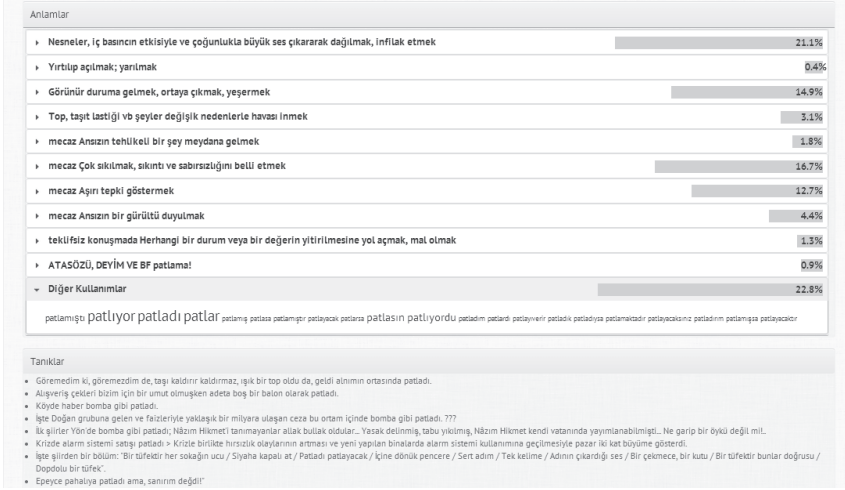 Anlamlar
Nesneler, iç basıncın etkisiyle ve çoğunlukla büyük ses çıkararak dağılmak, infilak etmek 21.1%
Yırtılıp açılmak; yarılmak 0.4%
Görünür duruma gelmek, ortaya çıkmak, yeşermek 14.9%
Top, taşıt lastiği vb şeyler değişik nedenlerle havası inmek 3.1%
mecaz Ansızın tehlikeli bir şey meydana gelmek 1.8%
mecaz Çok sıkılmak, sıkıntı ve sabırsızlığını belli etmek 16.7%
mecaz Aşırı tepki göstermek 12.7%
mecaz Ansızın bir gürültü duyulmak 4.4%
teklifsiz konuşmada Herhangi bir durum veya bir değerin yitirilmesine yol açmak, mal olmak 1.3%
ATASÖZÜ, DEYİM VE BF patlama! 0.9%
Diğer Kullanımlar 22.8%
patlamıştı patlıyor patladı patlar patlamış patlasa patlamıştır patlayacak patlarsa patlasın patlıyordu patladım patlardı patlayıverir patladık patladıysa patlamaktadır patlayacaksınız patladırım patlamışsa patlayacaktır
Tanıklar
Göremedim ki, göremezdim de, taşı kaldırır kaldırmaz, ışık bir top oldu da, geldi alnımın ortasında patladı.
Alışveriş çekleri bizim için bir umut olmuşken adeta boş bir balon olarak patladı.
Köyde haber bomba gibi patladı.
İşte Doğan grubuna gelen ve faizleriyle yaklaşık bir milyara ulaşan ceza bu ortam içinde bomba gibi patladı. ???
İlk şiirler Yön'de bomba gibi patladı; Nâzım Hikmet'i tanımayanlar allak bullak oldular... Yasak delinmiş, tabu yıkılmış, Nâzım Hikmet kendi vatanında yayımlanabilmişti... Ne garip bir öykü değil mi!..
Krizde alarm sistemi satışı patladı > Krizle birlikte hırsızlık olaylarının artması ve yeni yapılan binalarda alarm sistemi kullanımına geçilmesiyle pazar iki kat büyüme gösterdi.
İşte şiirden bir bölüm: "Bir tüfektir her sokağın ucu / Siyaha kapalı at / Patladı patlayacak / İçine dönük pencere / Sert adım / Tek kelime / Adının çıkardığı ses / Bir çekmece, bir kutu / Bir tüfektir bunlar doğrusu /
Dopdolu bir tüfek".
Epeyce pahalıya patladı ama, sanırım değdi!"